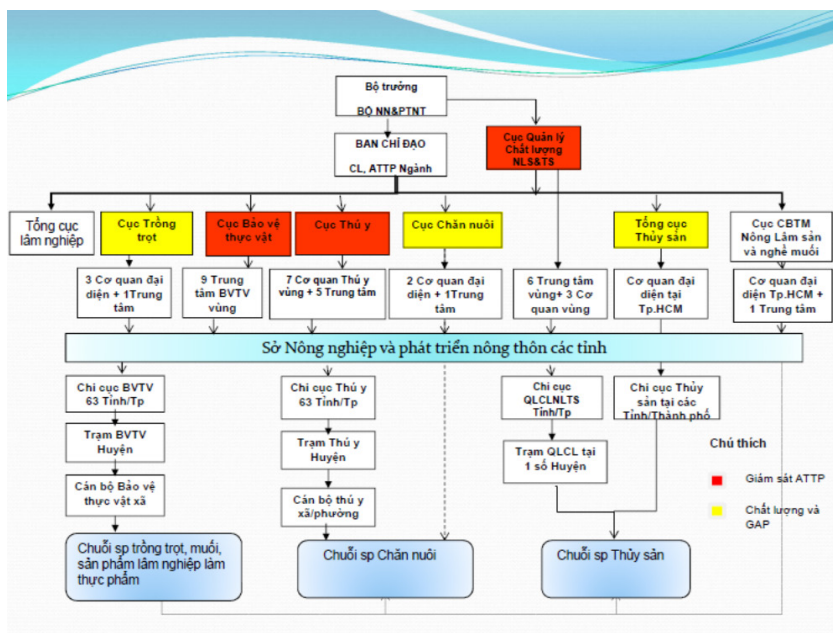 Bộ trưởng
BỘ NN&PTNT
BAN CHỈ ĐẠO
CL, ATTP Ngành
Cục Quản lý
Chất lượng
NLS&TS
Tổng cục
lâm nghiệp
Cục Trồng
trọt
Cục Bảo vệ
thực vật
Cục Thú y
Cục Chăn nuôi
Tổng cục
Thủy sản
Cục CBTM
Nông Lâm sản
và nghề muối
3 Cơ quan đại
diện + 1Trung
tâm
9 Trung
tâm BVTV
vùng
7 Cơ quan Thú y
vùng + 5 Trung tâm
2 Cơ quan đại
diện + 1Trung
tâm
6 Trung tâm
vùng+ 3 Cơ
quan vùng
Cơ quan đại
diện tại
Tp.HCM
Cơ quan đại
diện Tp.HCM +
1 Trung tâm
Sở Nông nghiệp và phát triển nông thôn các tỉnh
Chi cục BVTV
63 Tỉnh/Tp
Trạm BVTV
Huyện
Cán bộ Bảo vệ
thực vật xã
Chuỗi sp trồng trọt, muối,
sản phẩm lâm nghiệp làm
thực phẩm
Chi cục Thú y
63 Tỉnh/Tp
Trạm Thú y
Huyện
Cán bộ thú y
xã/phường
Chuỗi sp Chăn nuôi
Chi cục
QLCLNLTS
Tỉnh/Tp
Trạm QLCL tại
1 số Huyện
Chi cục Thủy
sản tại các
Tỉnh/Thành phố
Chuỗi sp Thủy sản
Chú thích
Giám sát ATTP
Chất lượng và
GAP